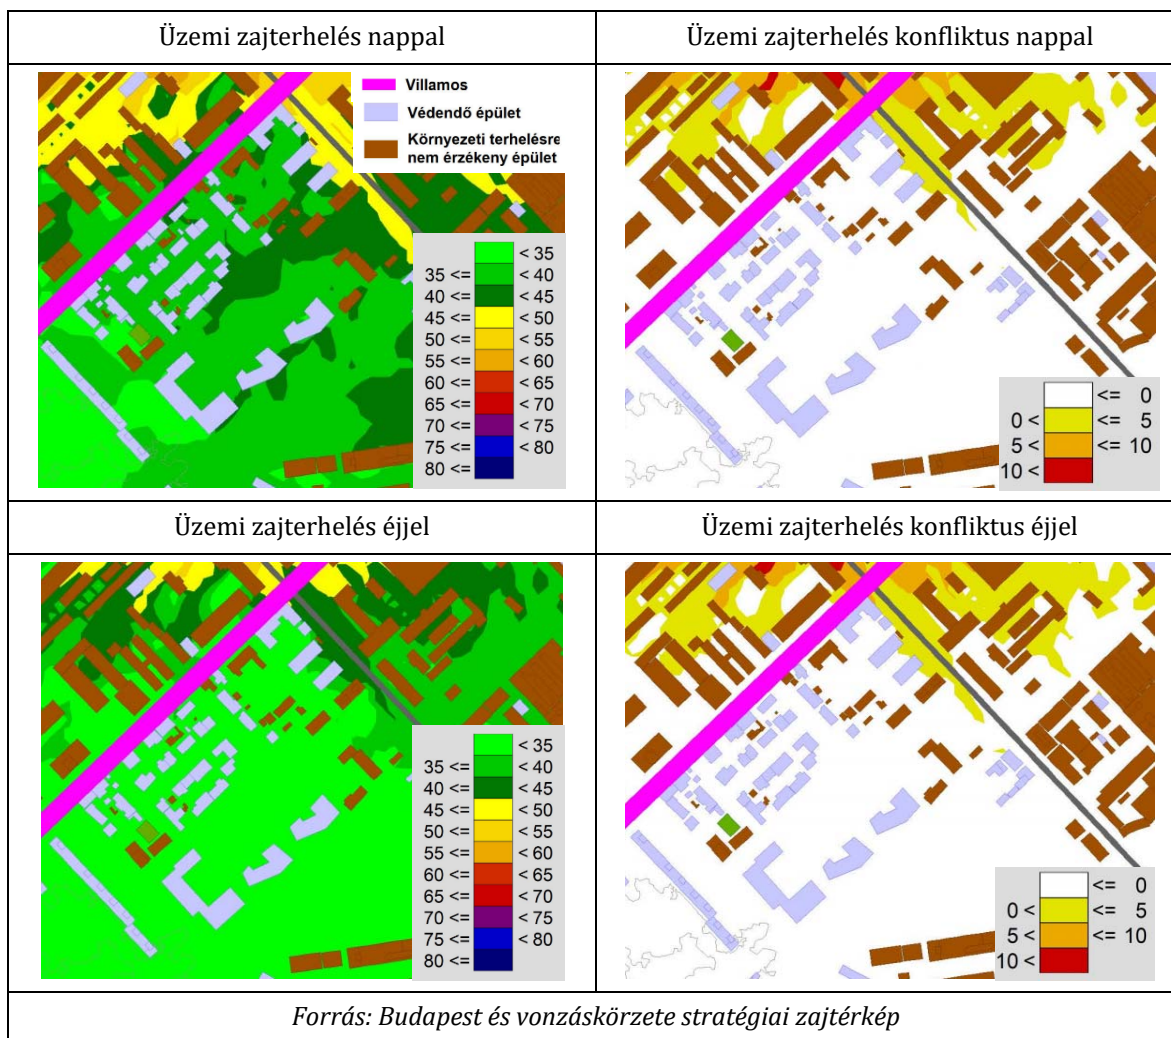 Üzemi zajterhelés nappal
Üzemi zajterhelés konfliktus nappal
Villamos
Védendő épület
Környezeti terhelésre
nem érzékeny épület
< 35
35 <= < 40
40 <= < 45
45 <= < 50
50 <= < 55
55 <= < 60
60 <= < 65
65 <= < 70
70 <= < 75
75 <= < 80
80 <=
<= 0
0 < <= 5
5 < <= 10
10 <
Üzemi zajterhelés éjjel
Üzemi zajterhelés konfliktus éjjel
< 35
35 <= < 40
40 <= < 45
45 <= < 50
50 <= < 55
55 <= < 60
60 <= < 65
65 <= < 70
70 <= < 75
75 <= < 80
80 <=
<= 0
0 < <= 5
5 < <= 10
10 <
Forrás: Budapest és vonzáskörzete stratégiai zajtérkép